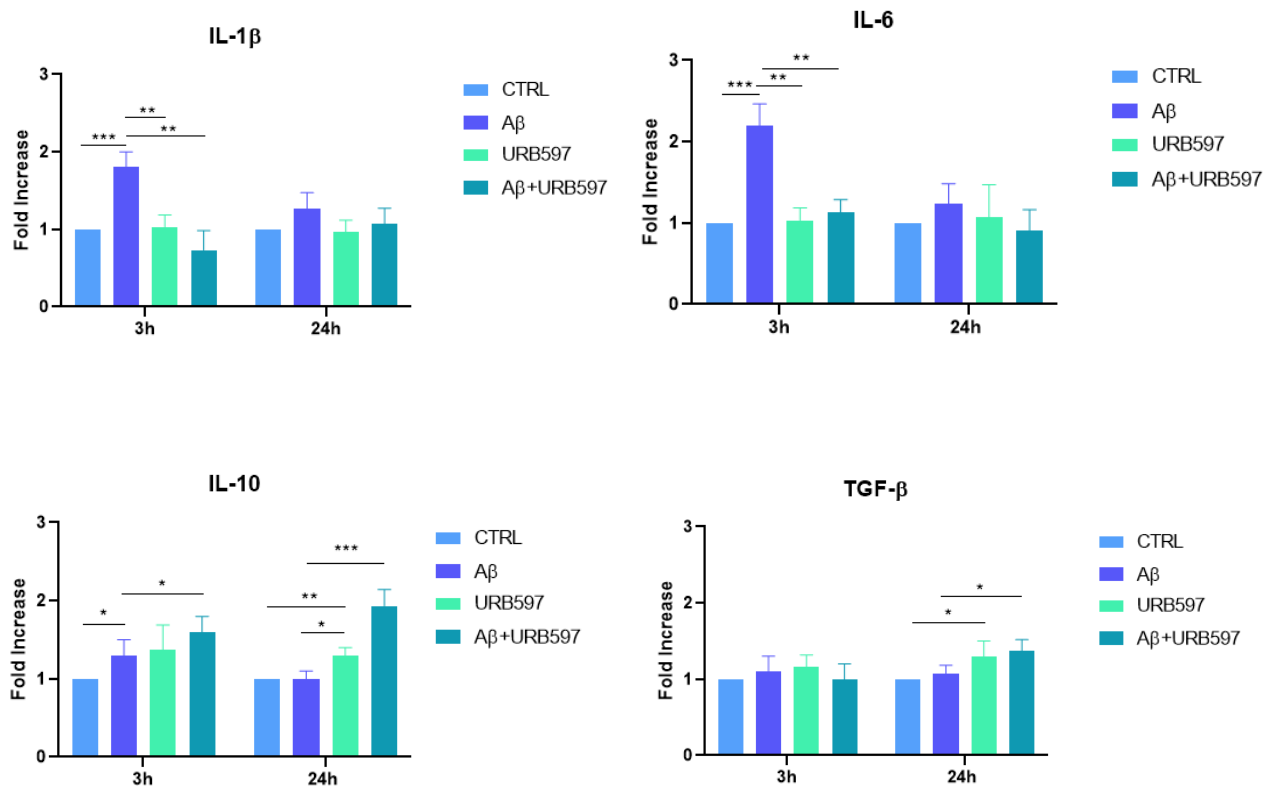 IL-1β
3
2
1
0
Fold Increase
***
**
**
3h
24h
CTRL
Aβ
URB597
Aβ+URB597
IL-6
3
2
1
0
Fold Increase
***
**
**
3h
24h
CTRL
Aβ
URB597
Aβ+URB597
IL-10
3
2
1
0
Fold Increase
*
*
**
*
***
3h
24h
CTRL
Aβ
URB597
Aβ+URB597
TGF-β
3
2
1
0
Fold Increase
*
*
3h
24h
CTRL
Aβ
URB597
Aβ+URB597